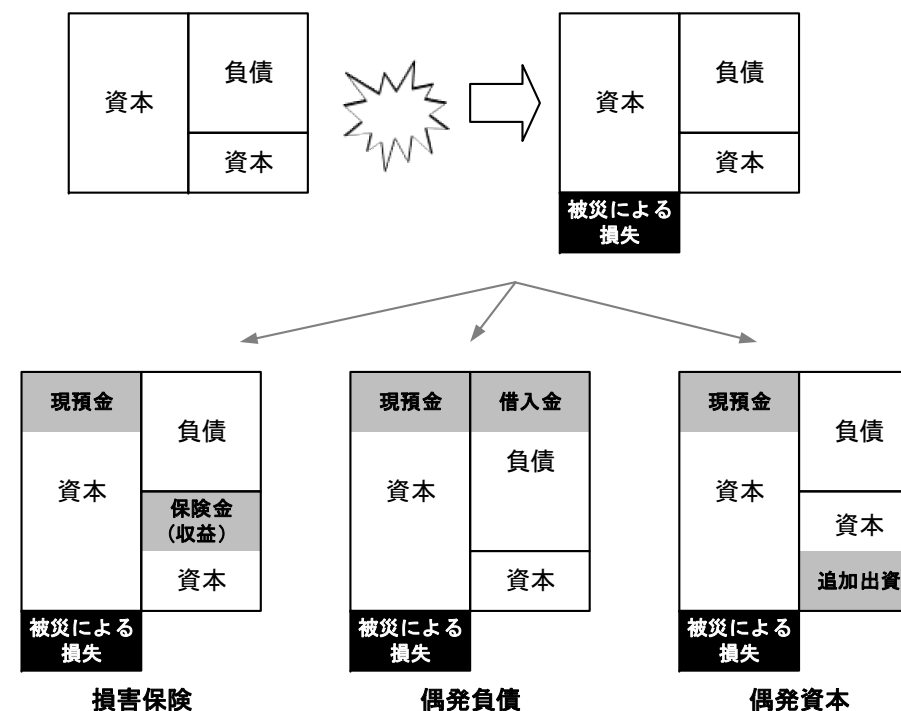 資本
負債
資本
資本
負債
資本
被災による
損失
現預金
資本
負債
保険金
(収益)
資本
被災による
損失
損害保険
現預金
資本
借入金
負債
資本
被災による
損失
偶発負債
現預金
資本
負債
資本
追加出資
被災による
損失
偶発資本